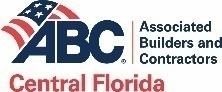 ABC®
Associated
Builders and
Contractors
Central Florida